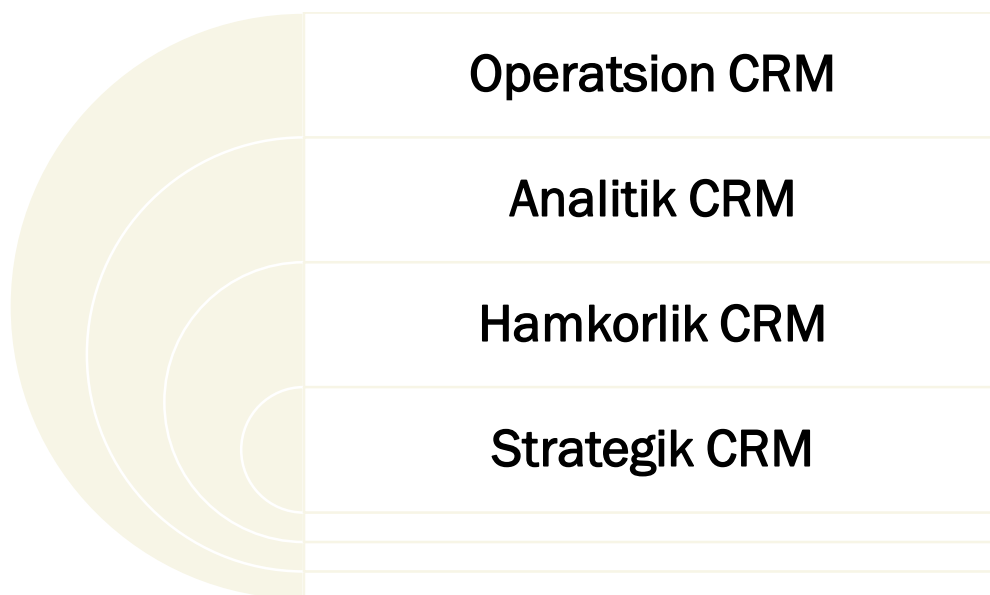 Operatsion CRM
Analitik CRM
Hamkorlik CRM
Strategik CRM